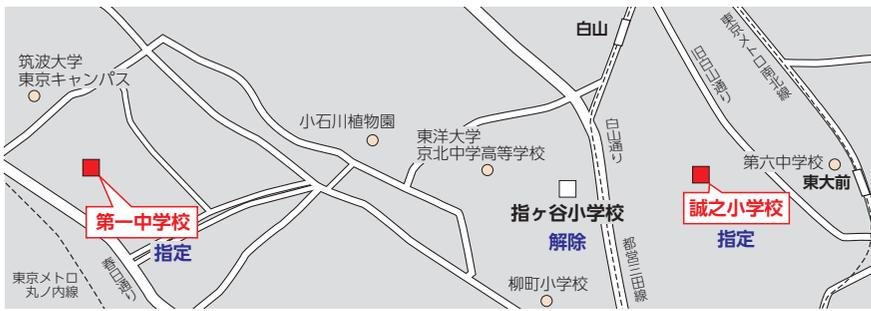 筑波大学
東京キャンパス
第一中学校
指定
東京メトロ
丸ノ内線
春日通り
小石川植物園
東洋大学
京北中学高等学校
白山
白山通り
指ヶ谷小学校
解除
都営三田線
柳町小学校
旧白山通り
東京メトロ南北線
第六中学校
東大前
誠之小学校
指定